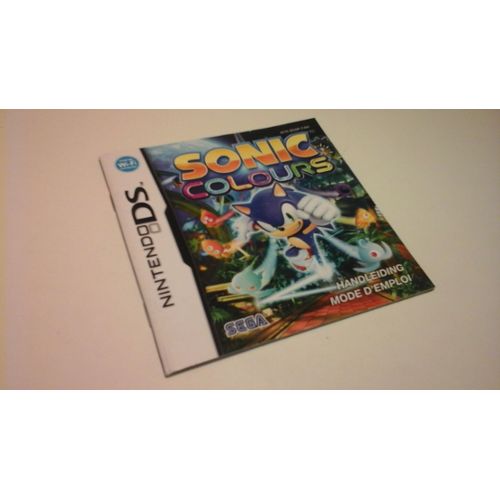 SONIC
COLOURS
NINTENDO DS
Wi-Fi
HANDLEIDING
MODE D'EMPLOI
SEGA